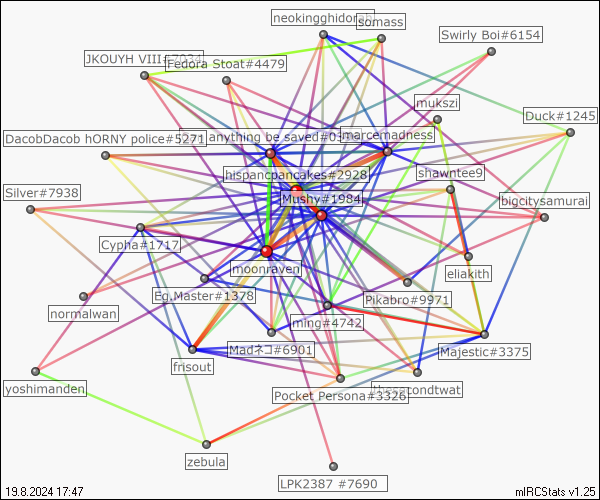 neokingghidorah
somass
Swirly Boi#6154
JKOUYH VIII
Fedora Stoat#4479
mukszi
Duck#1245
DacobDacob hORNY police#5271
anything be saved#03
marcemadness
hispancpancakes#2928
shawntee9
Silver#7938
Mushy#1984
bigcitysamurai
Cypha#1717
moonraven
eliakith
Eg.Master#1378
Pikabro#9971
normalwan
ming#4742
Madネコ#6901
Majestic#3375
frisout
yoshimanden
Pocket Persona#3326
thesecondtwat
zebula
LPK2387 #7690
19.8.2024 17:47
mIRCStats v1.25